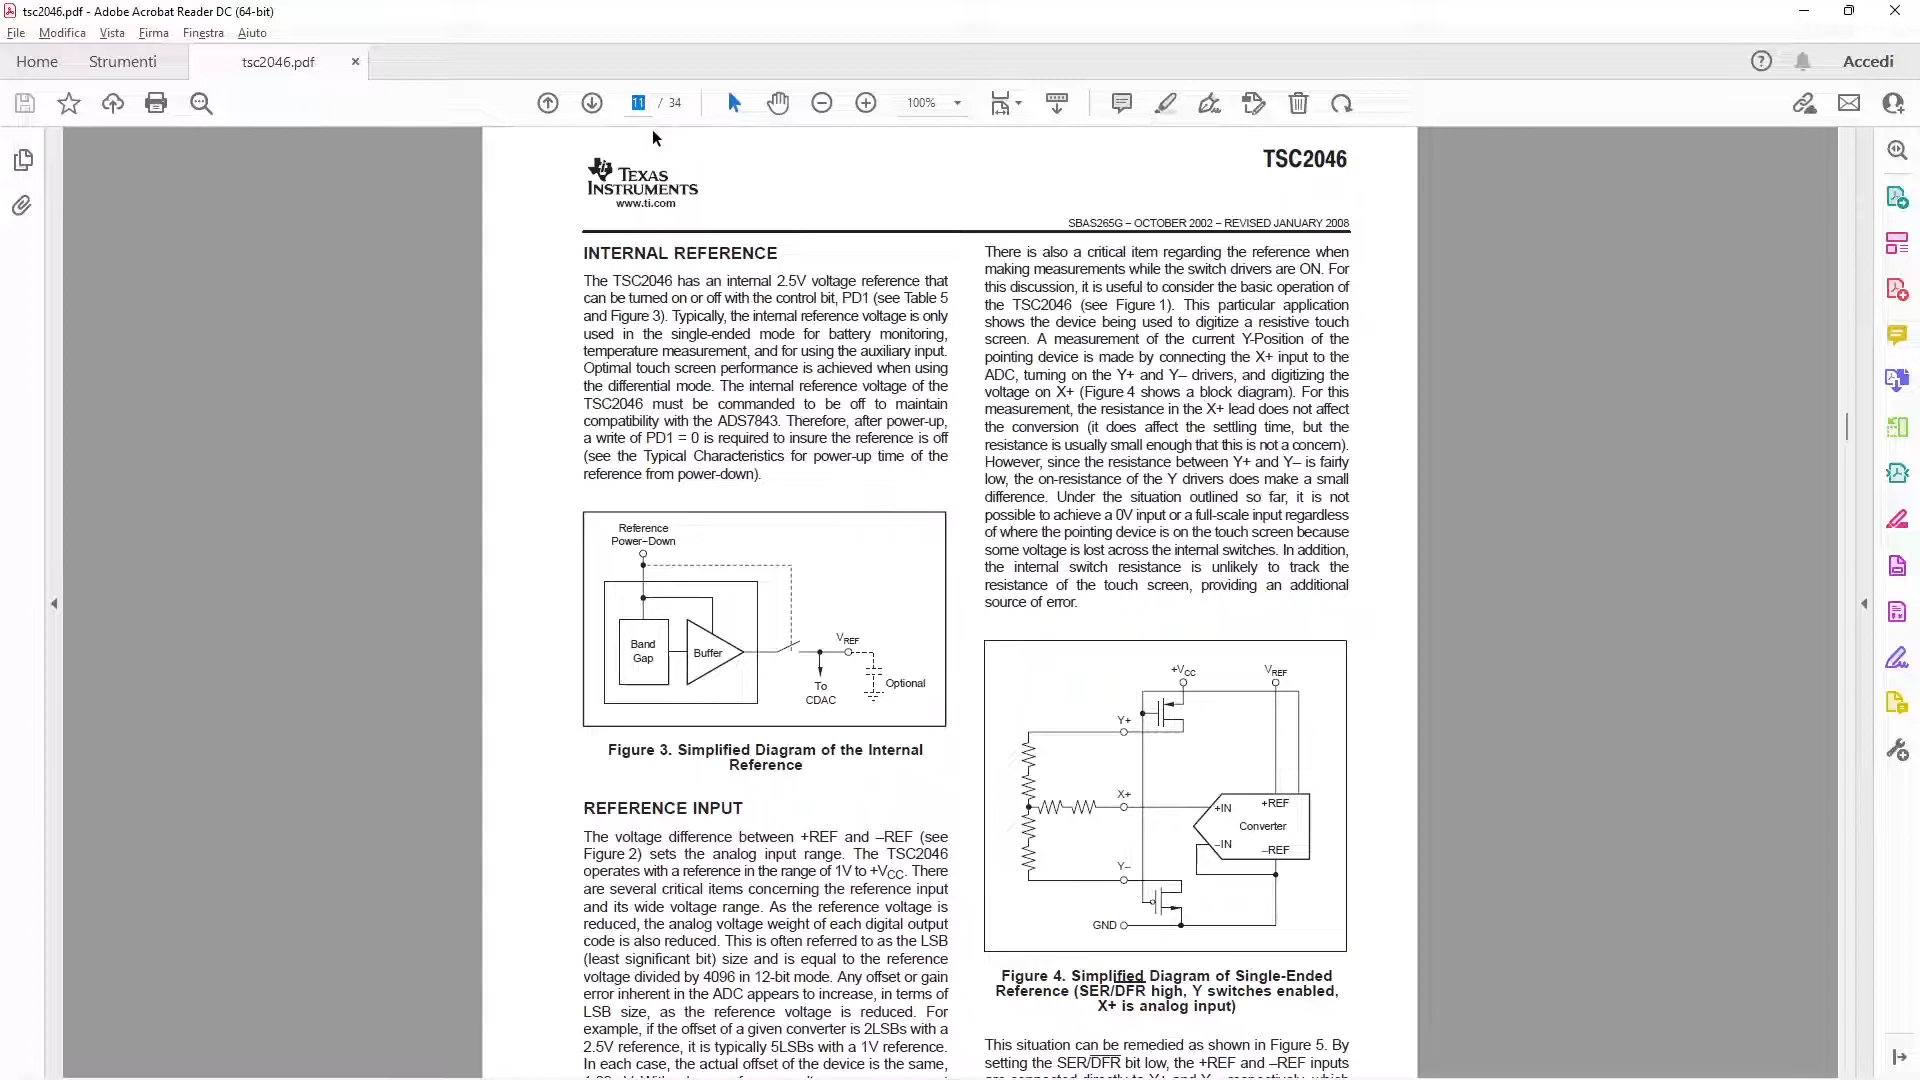 tsc2046.pdf - Adobe Acrobat Reader DC (64-bit)
File Modifica Vista Firma Finestra Aiuto
Home Strumenti tsc2046.pdf Accedi
11 / 34 100%
TEXAS
INSTRUMENTS
www.ti.com
TSC2046
SBAS265G – OCTOBER 2002 – REVISED JANUARY 2008
INTERNAL REFERENCE
The TSC2046 has an internal 2.5V voltage reference that
can be turned on or off with the control bit, PD1 (see Table 5
and Figure 3). Typically, the internal reference voltage is only
used in the single-ended mode for battery monitoring,
temperature measurement, and for using the auxiliary input.
Optimal touch screen performance is achieved when using
the differential mode. The internal reference voltage of the
TSC2046 must be commanded to be off to maintain
compatibility with the ADS7843. Therefore, after power-up,
a write of PD1 = 0 is required to insure the reference is off
(see the Typical Characteristics for power-up time of the
reference from power-down).
Reference
Power–Down
Band
Gap
Buffer
VREF
To
CDAC
Optional
Figure 3. Simplified Diagram of the Internal
Reference
REFERENCE INPUT
The voltage difference between +REF and –REF (see
Figure 2) sets the analog input range. The TSC2046
operates with a reference in the range of 1V to +VCC. There
are several critical items concerning the reference input
and its wide voltage range. As the reference voltage is
reduced, the analog voltage weight of each digital output
code is also reduced. This is often referred to as the LSB
(least significant bit) size and is equal to the reference
voltage divided by 4096 in 12-bit mode. Any offset or gain
error inherent in the ADC appears to increase, in terms of
LSB size, as the reference voltage is reduced. For
example, if the offset of a given converter is 2LSBs with a
2.5V reference, it is typically 5LSBs with a 1V reference.
In each case, the actual offset of the device is the same,
There is also a critical item regarding the reference when
making measurements while the switch drivers are ON. For
this discussion, it is useful to consider the basic operation of
the TSC2046 (see Figure 1). This particular application
shows the device being used to digitize a resistive touch
screen. A measurement of the current Y-Position of the
pointing device is made by connecting the X+ input to the
ADC, turning on the Y+ and Y– drivers, and digitizing the
voltage on X+ (Figure 4 shows a block diagram). For this
measurement, the resistance in the X+ lead does not affect
the conversion (it does affect the settling time, but the
resistance is usually small enough that this is not a concern).
However, since the resistance between Y+ and Y– is fairly
low, the on-resistance of the Y drivers does make a small
difference. Under the situation outlined so far, it is not
possible to achieve a 0V input or a full-scale input regardless
of where the pointing device is on the touch screen because
some voltage is lost across the internal switches. In addition,
the internal switch resistance is unlikely to track the
resistance of the touch screen, providing an additional
source of error.
+VCC VREF
Y+
X+
+IN +REF
Converter
–IN –REF
Y–
GND
Figure 4. Simplified Diagram of Single-Ended
Reference (SER/DFR high, Y switches enabled,
X+ is analog input)
This situation can be remedied as shown in Figure 5. By
setting the SER/DFR bit low, the +REF and –REF inputs